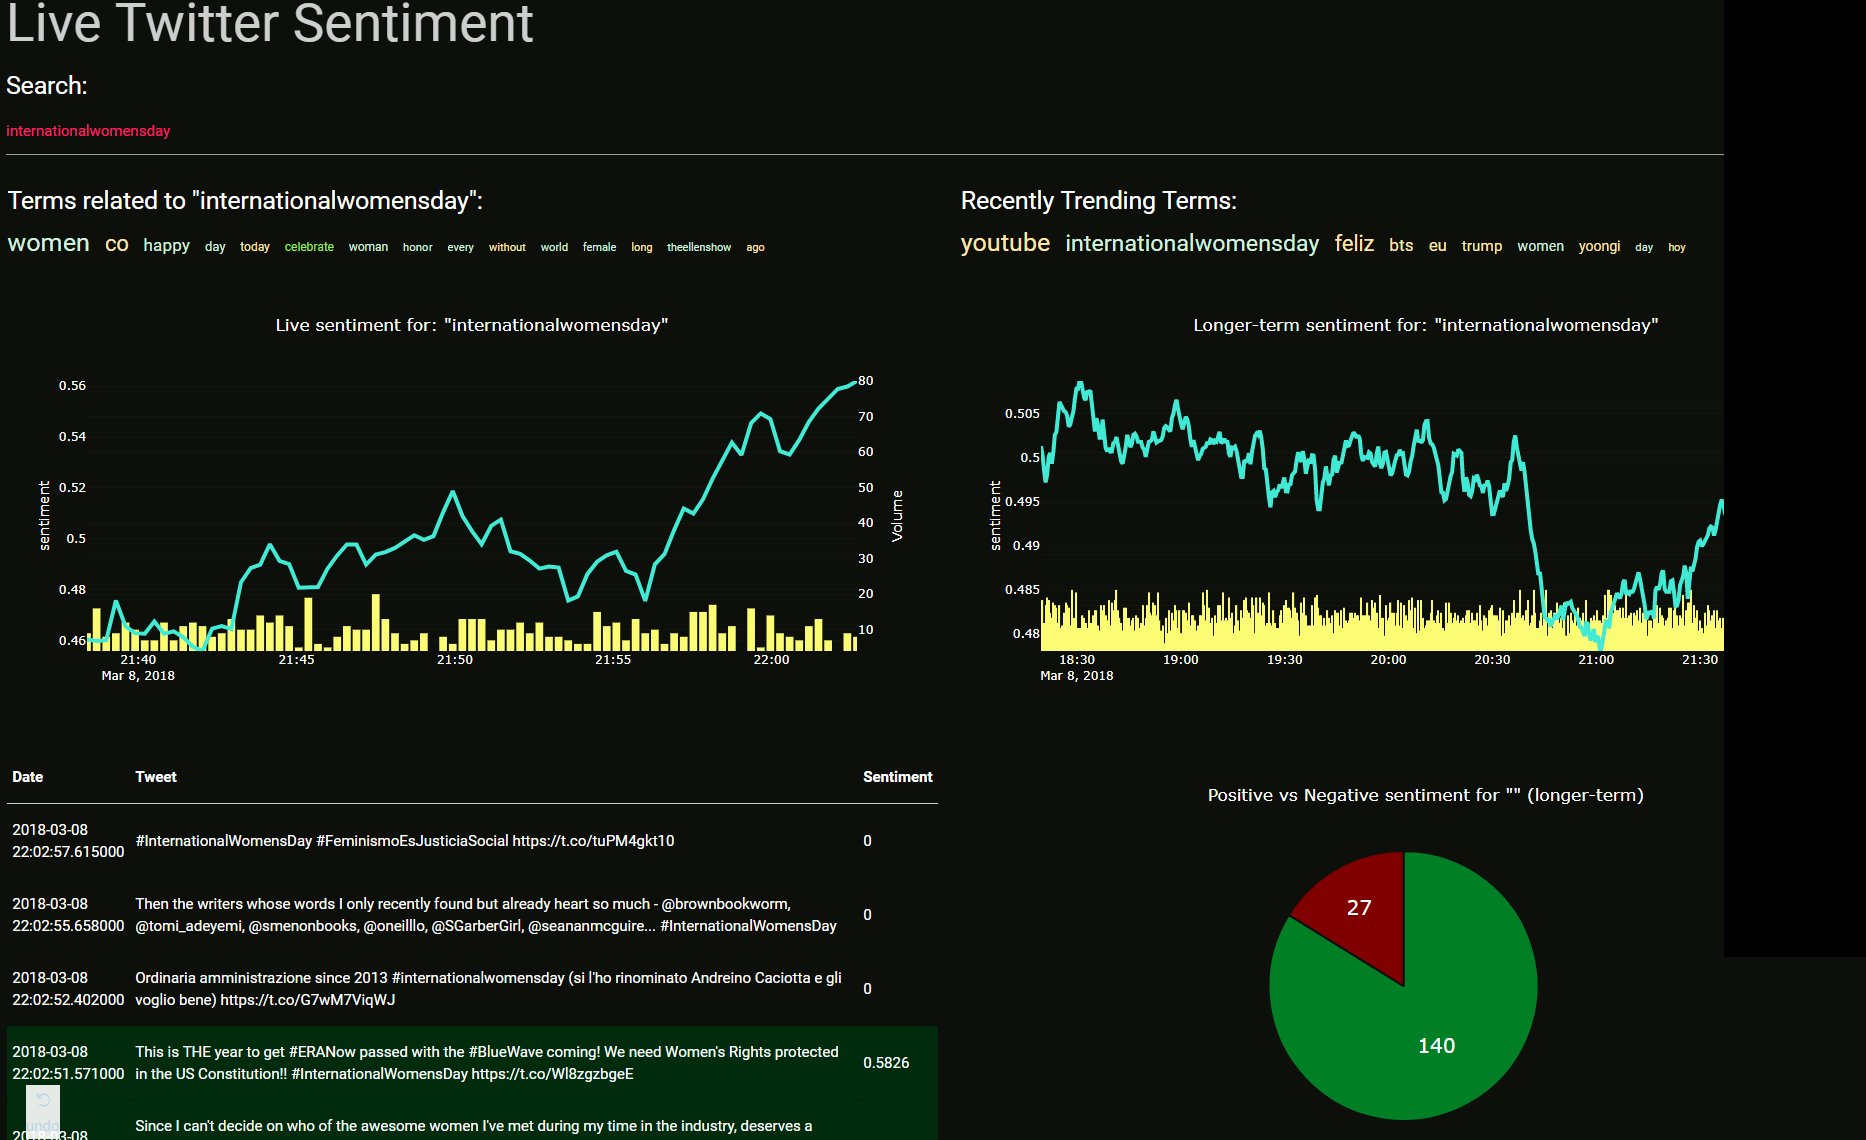 Live Twitter Sentiment
Search:
internationalwomensday
Terms related to "internationalwomensday":
women co happy day today celebrate woman honor every without world female long theellenshow ago
Recently Trending Terms:
youtube internationalwomensday feliz bts eu trump women yoongi day hoy
Live sentiment for: "internationalwomensday"
0.56
0.54
0.52
0.5
0.48
0.46
sentiment
80
70
60
50
40
30
20
10
Volume
21:40 21:45 21:50 21:55 22:00
Mar 8, 2018
Longer-term sentiment for: "internationalwomensday"
0.505
0.5
0.495
0.49
0.485
0.48
sentiment
18:30 19:00 19:30 20:00 20:30 21:00 21:30
Mar 8, 2018
Date Tweet Sentiment
2018-03-08
22:02:57.615000
#InternationalWomensDay #FeminismoEsJusticiaSocial https://t.co/tuPM4gkt10
0
2018-03-08
22:02:55.658000
Then the writers whose words I only recently found but already heart so much - @brownbookworm,
@tomi_adeyemi, @smenonbooks, @oneilllo, @SGarberGirl, @seananmcguire... #InternationalWomensDay
0
2018-03-08
22:02:52.402000
Ordinaria amministrazione since 2013 #internationalwomensday (si l'ho rinominato Andreino Caciotta e gli
voglio bene) https://t.co/G7wM7ViqWJ
0
2018-03-08
22:02:51.571000
This is THE year to get #ERANow passed with the #BlueWave coming! We need Women's Rights protected
in the US Constitution!! #InternationalWomensDay https://t.co/Wl8zgzbgeE
0.5826
undo
2018-03-08
Since I can't decide on who of the awesome women I've met during my time in the industry, deserves a
Positive vs Negative sentiment for "" (longer-term)
27
140